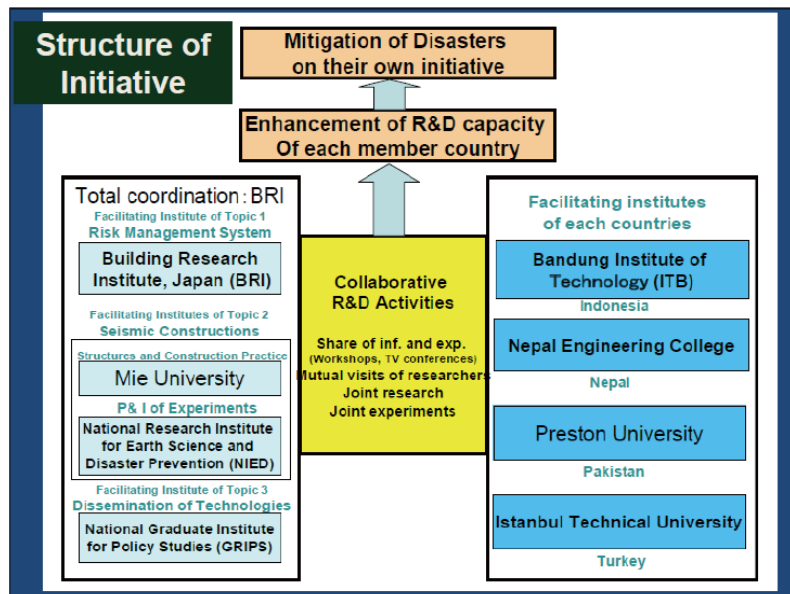 Structure of
Initiative
Mitigation of Disasters
on their own initiative
Enhancement of R&D capacity
Of each member country
Total coordination：BRI
Facilitating Institute of Topic 1
Risk Management System
Building Research
Institute, Japan (BRI)
Facilitating Institutes of Topic 2
Seismic Constructions
Structures and Construction Practice
Mie University
P& I of Experiments
National Research Institute
for Earth Science and
Disaster Prevention (NIED)
Facilitating Institute of Topic 3
Dissemination of Technologies
National Graduate Institute
for Policy Studies (GRIPS)
Collaborative
R&D Activities
Share of inf. and exp.
(Workshops, TV conferences)
Mutual visits of researchers
Joint research
Joint experiments
Facilitating institutes
of each countries
Bandung Institute of
Technology (ITB)
Indonesia
Nepal Engineering College
Nepal
Preston University
Pakistan
Istanbul Technical University
Turkey